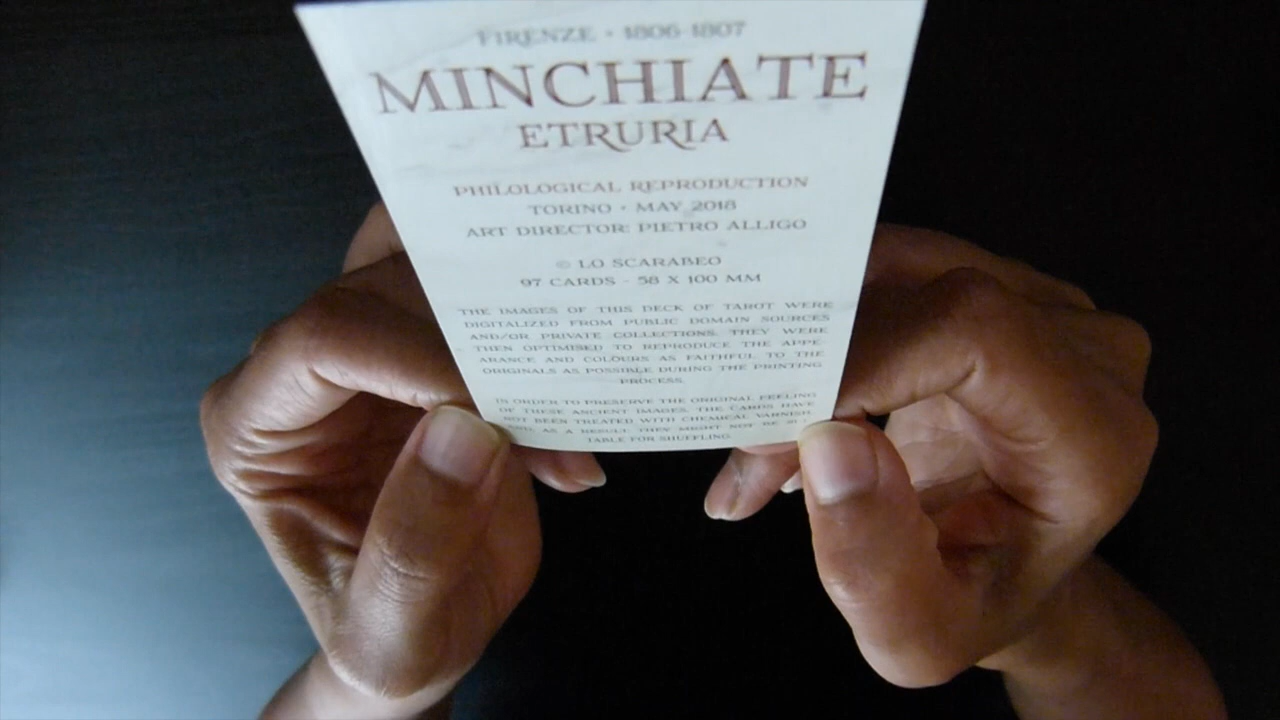 FIRENZE • 1806-1807
MINCHIATE
ETRURIA
PHILOLOGICAL REPRODUCTION
TORINO • MAY 2018
ART DIRECTOR: PIETRO ALLIGO
© LO SCARABEO
97 CARDS - 58 X 100 MM
THE IMAGES OF THIS DECK OF TAROT WERE
DIGITALIZED FROM PUBLIC DOMAIN SOURCES
AND/OR PRIVATE COLLECTIONS. THEY WERE
THEN OPTIMISED TO REPRODUCE THE APPE-
ARANCE AND COLOURS AS FAITHFUL TO THE
ORIGINALS AS POSSIBLE DURING THE PRINTING
PROCESS.
IN ORDER TO PRESERVE THE ORIGINAL FEELING
OF THESE ANCIENT IMAGES, THE CARDS HAVE
NOT BEEN TREATED WITH CHEMICAL VARNISH
AND, AS A RESULT, THEY MIGHT NOT BE
TABLE FOR SHUFFLING.